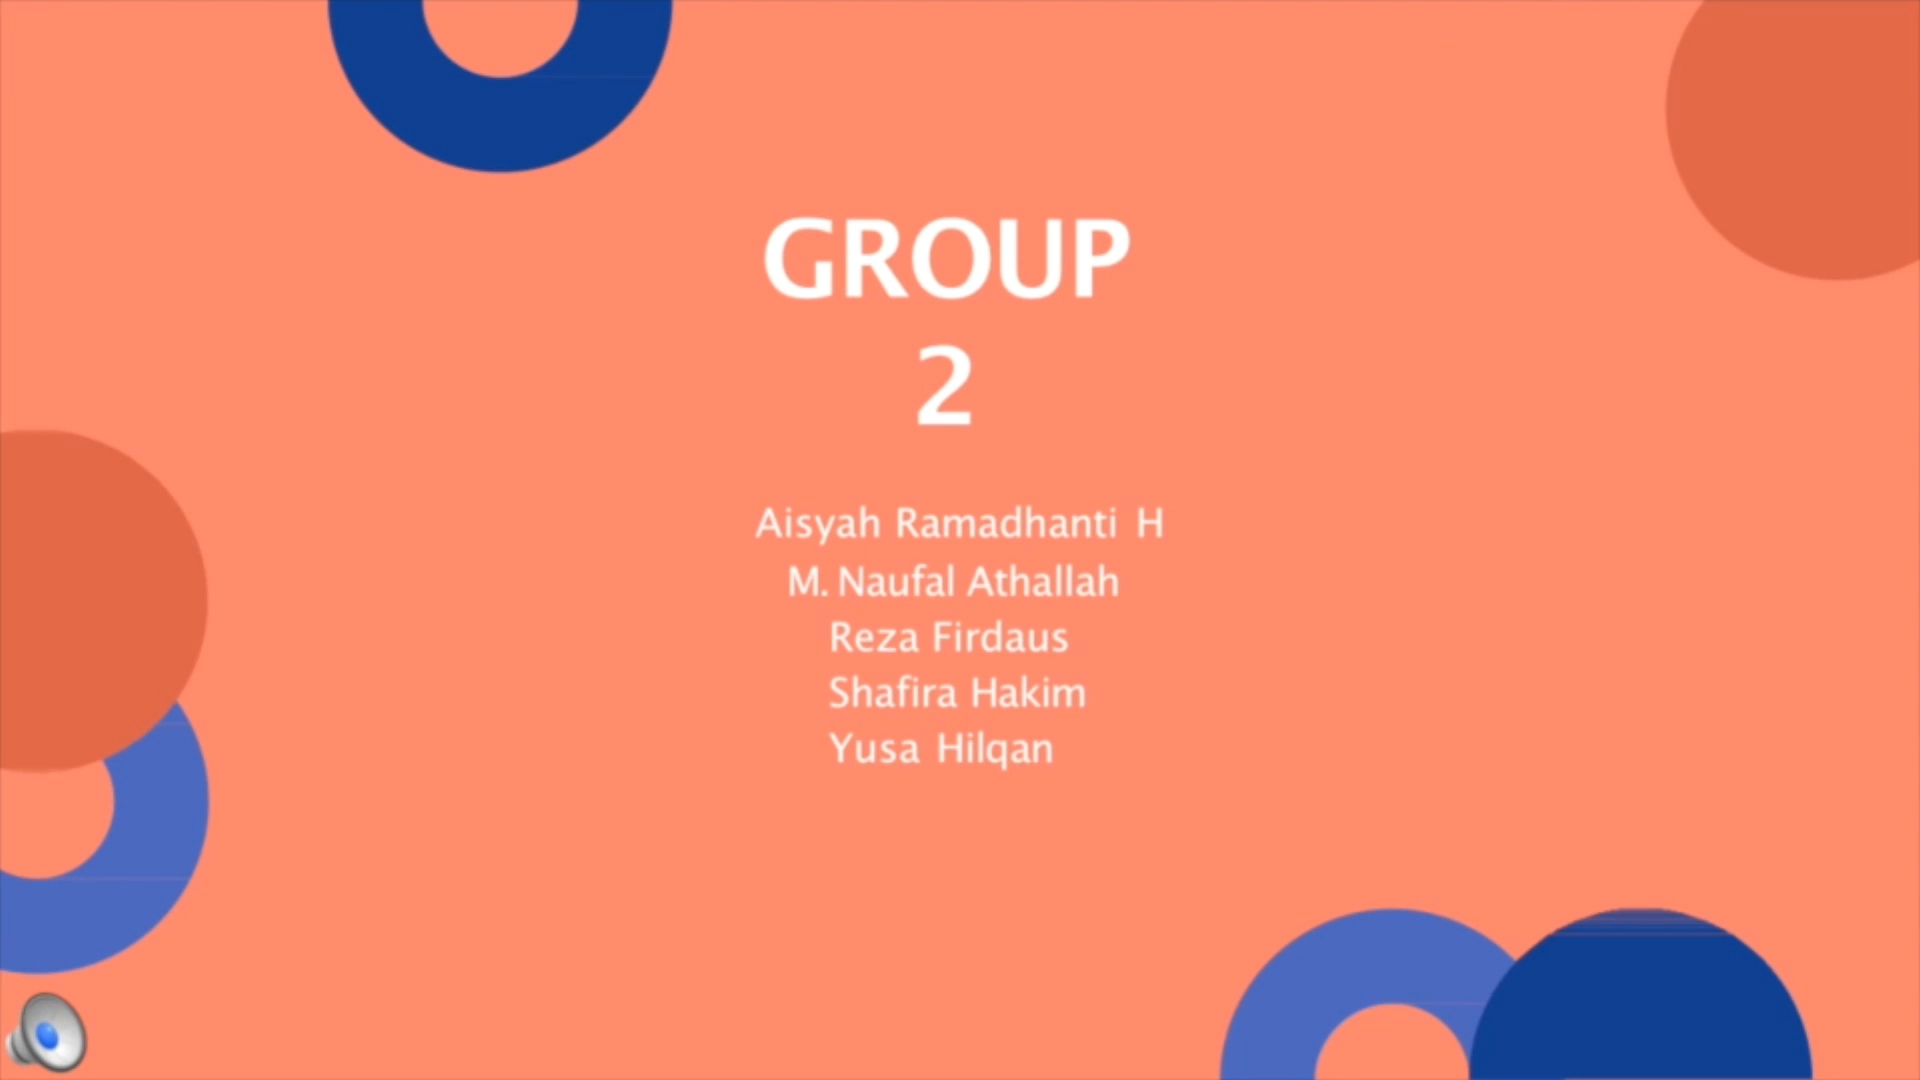 GROUP
2
Aisyah Ramadhanti H
M. Naufal Athallah
Reza Firdaus
Shafira Hakim
Yusa Hilqan